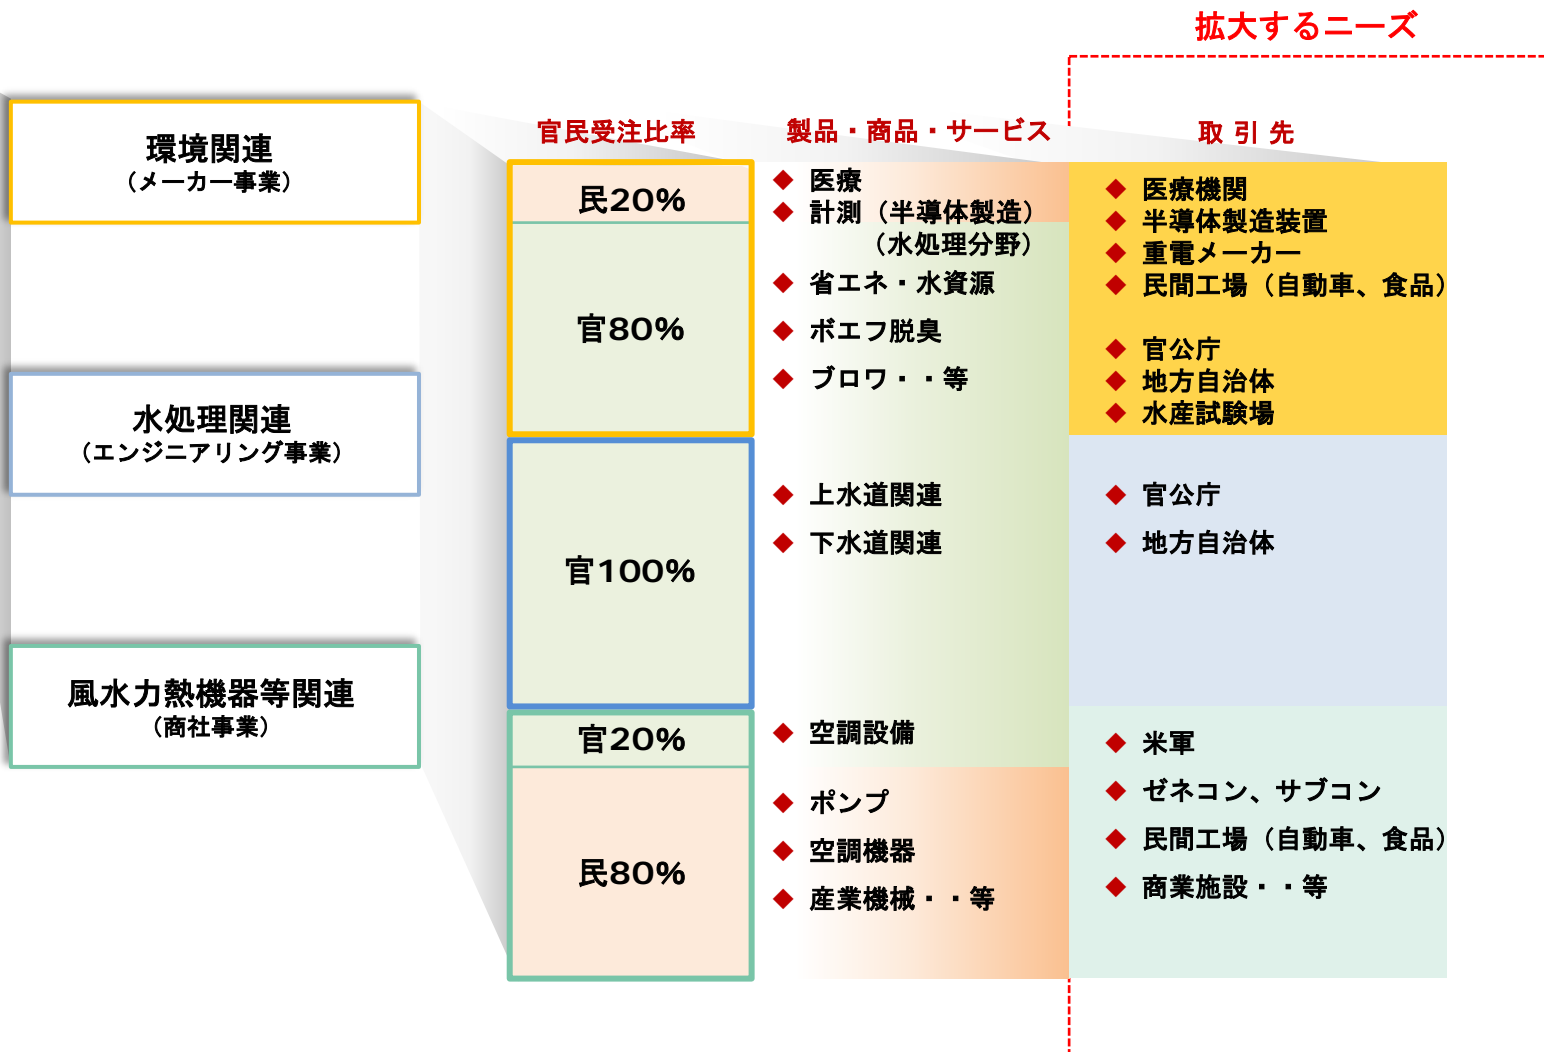 拡大するニーズ
環境関連
（メーカー事業）
水処理関連
（エンジニアリング事業）
風水力熱機器等関連
（商社事業）
官民受注比率
民20%
官80%
官100%
官20%
民80%
製品・商品・サービス
◆ 医療
◆ 計測（半導体製造）
（水処理分野）
◆ 省エネ・水資源
◆ ボエフ脱臭
◆ ブロワ・・等
◆ 上水道関連
◆ 下水道関連
◆ 空調設備
◆ ポンプ
◆ 空調機器
◆ 産業機械・・等
取 引 先
◆ 医療機関
◆ 半導体製造装置
◆ 重電メーカー
◆ 民間工場（自動車、食品）
◆ 官公庁
◆ 地方自治体
◆ 水産試験場
◆ 官公庁
◆ 地方自治体
◆ 米軍
◆ ゼネコン、サブコン
◆ 民間工場（自動車、食品）
◆ 商業施設・・等